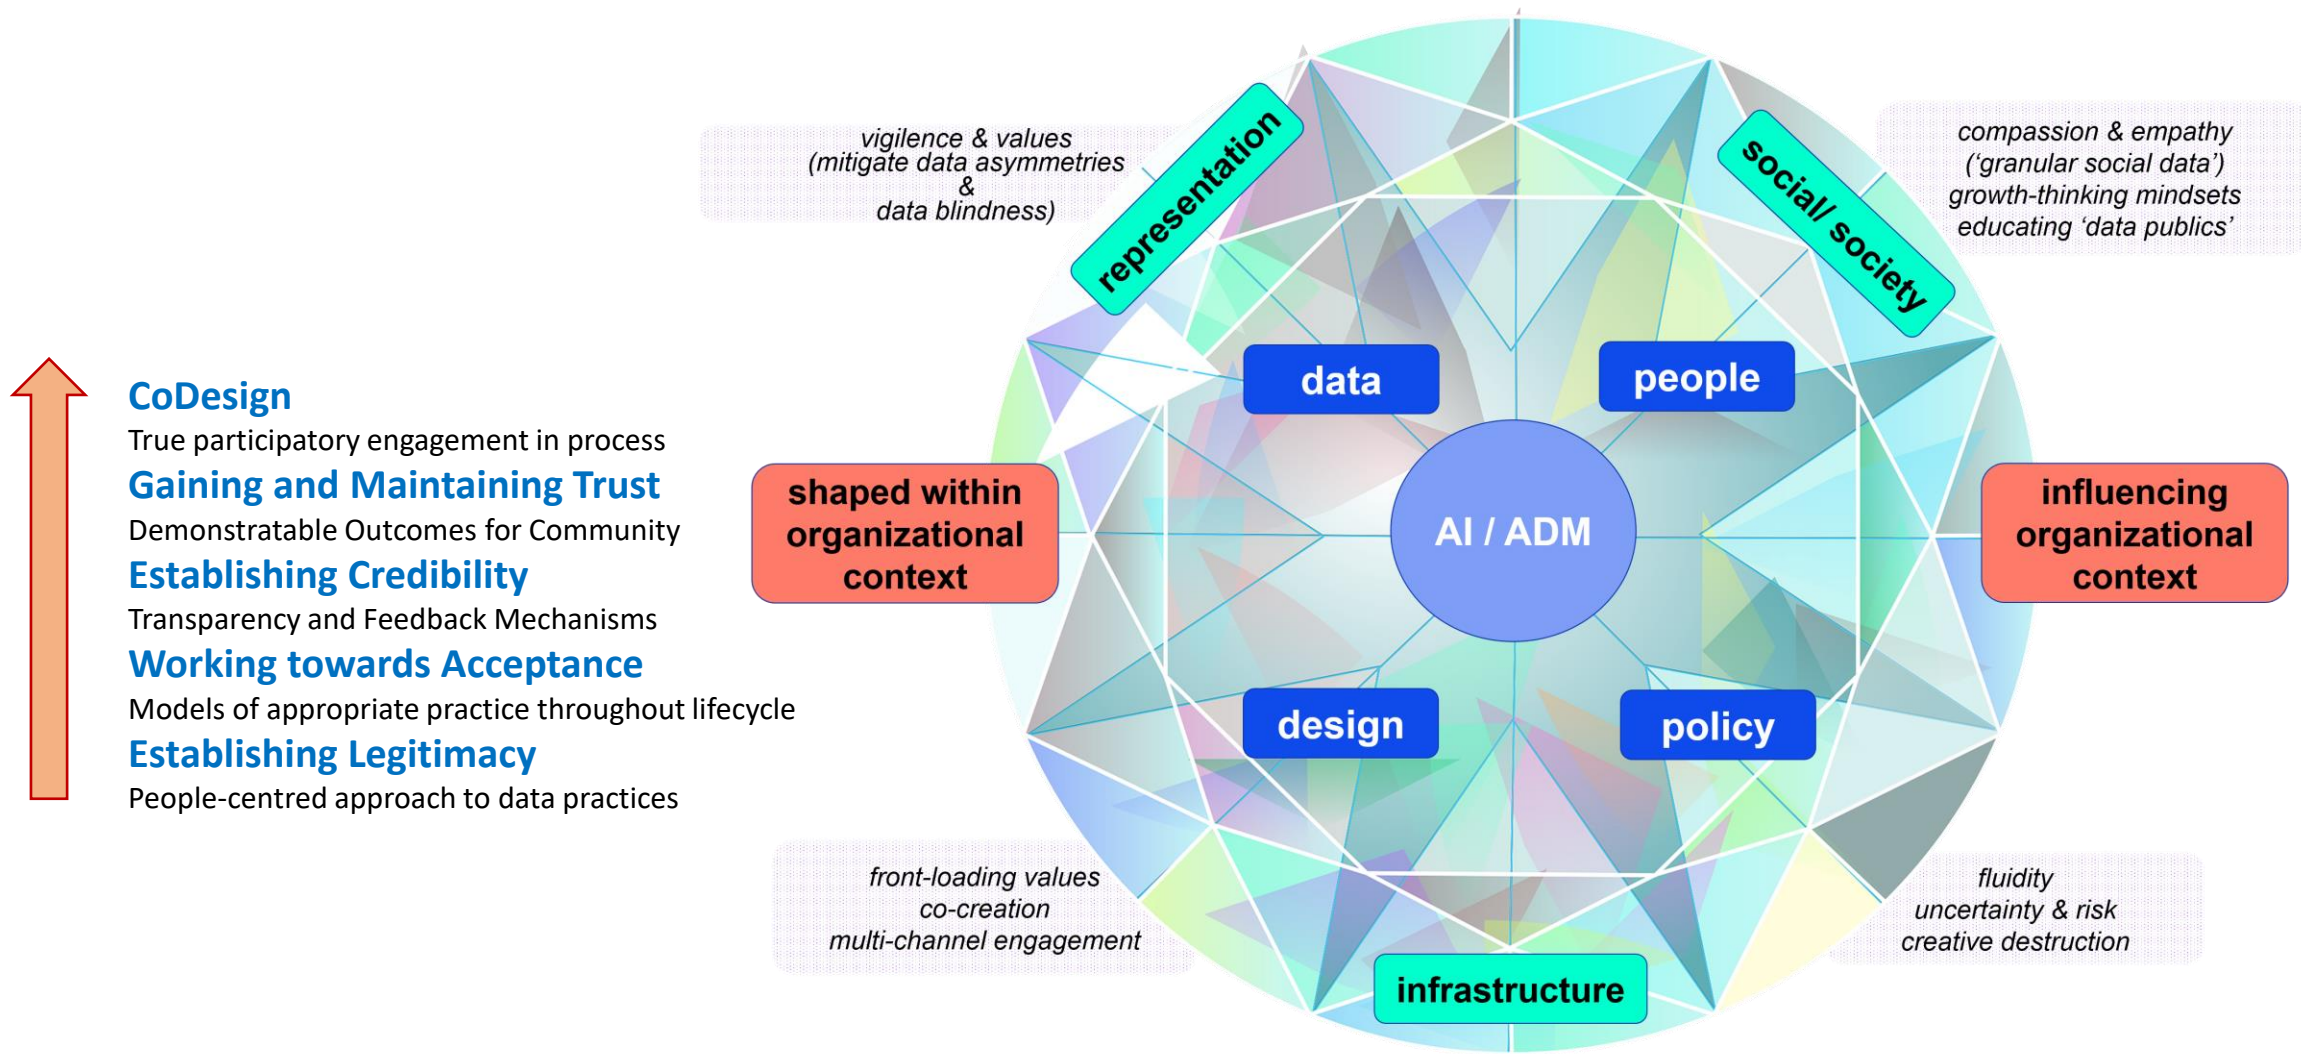 CoDesign
True participatory engagement in process
Gaining and Maintaining Trust
Demonstratable Outcomes for Community
Establishing Credibility
Transparency and Feedback Mechanisms
Working towards Acceptance
Models of appropriate practice throughout lifecycle
Establishing Legitimacy
People-centred approach to data practices
vigilence & values
(mitigate data asymmetries
&
data blindness)
representation
social/ society
compassion & empathy
(‘granular social data’)
growth-thinking mindsets
educating ‘data publics’
data
people
shaped within
organizational
context
AI / ADM
influencing
organizational
context
design
policy
front-loading values
co-creation
multi-channel engagement
infrastructure
fluidity
uncertainty & risk
creative destruction